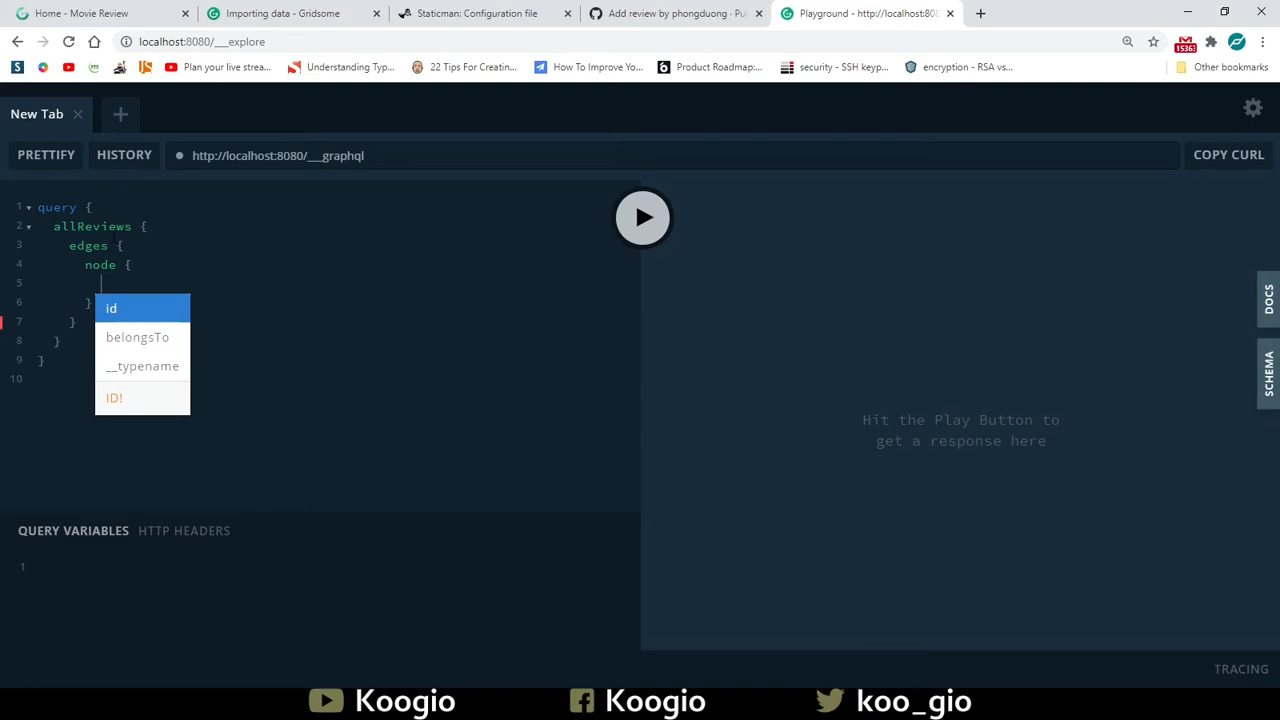 Home - Movie Review
Importing data - Gridsome
Staticman: Configuration file
Add review by phongduong - Pul
Playground - http://localhost:808
localhost:8080/___explore
15363
Plan your live strea...
Understanding Typ...
22 Tips For Creatin...
How To Improve Yo...
Product Roadmap:...
security - SSH keyp...
encryption - RSA vs...
Other bookmarks
New Tab
PRETTIFY
HISTORY
http://localhost:8080/___graphql
COPY CURL
1 query {
2 allReviews {
3 edges {
4 node {
5
6 }
7 }
8 }
9 }
10
id
belongsTo
__typename
ID!
Hit the Play Button to
get a response here
DOCS
SCHEMA
QUERY VARIABLES
HTTP HEADERS
1
TRACING
Koogio
Koogio
koo_gio